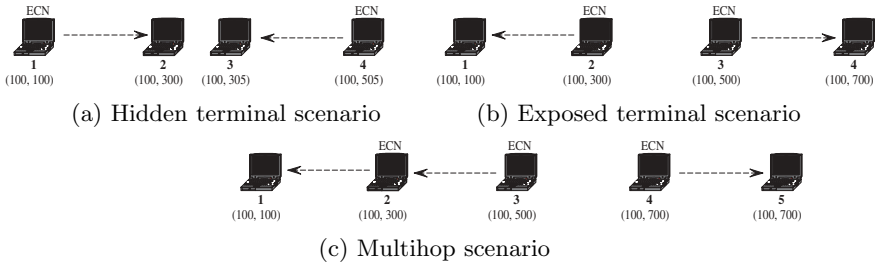 ECN ECN ECN ECN
1 2 3 4 1 2 3 4
(100, 100) (100, 300) (100, 305) (100, 505) (100, 100) (100, 300) (100, 500) (100, 700)
(a) Hidden terminal scenario (b) Exposed terminal scenario
ECN ECN ECN
1 2 3 4 5
(100, 100) (100, 300) (100, 500) (100, 700) (100, 700)
(c) Multihop scenario